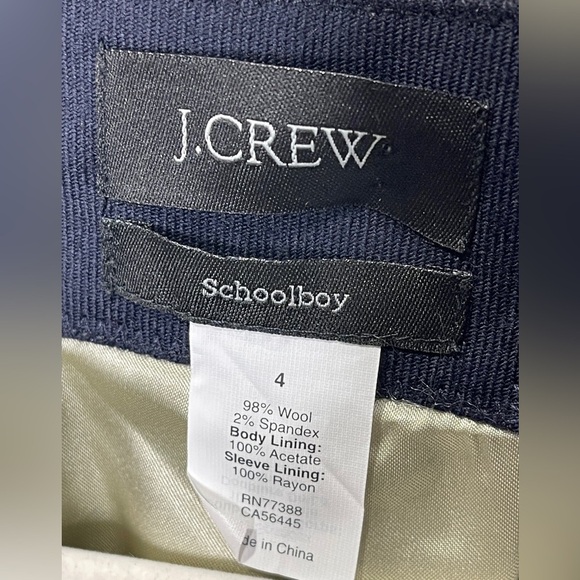 J.CREW
Schoolboy
4
98% Wool
2% Spandex
Body Lining:
100% Acetate
Sleeve Lining:
100% Rayon
RN77388
CA56445
de in China